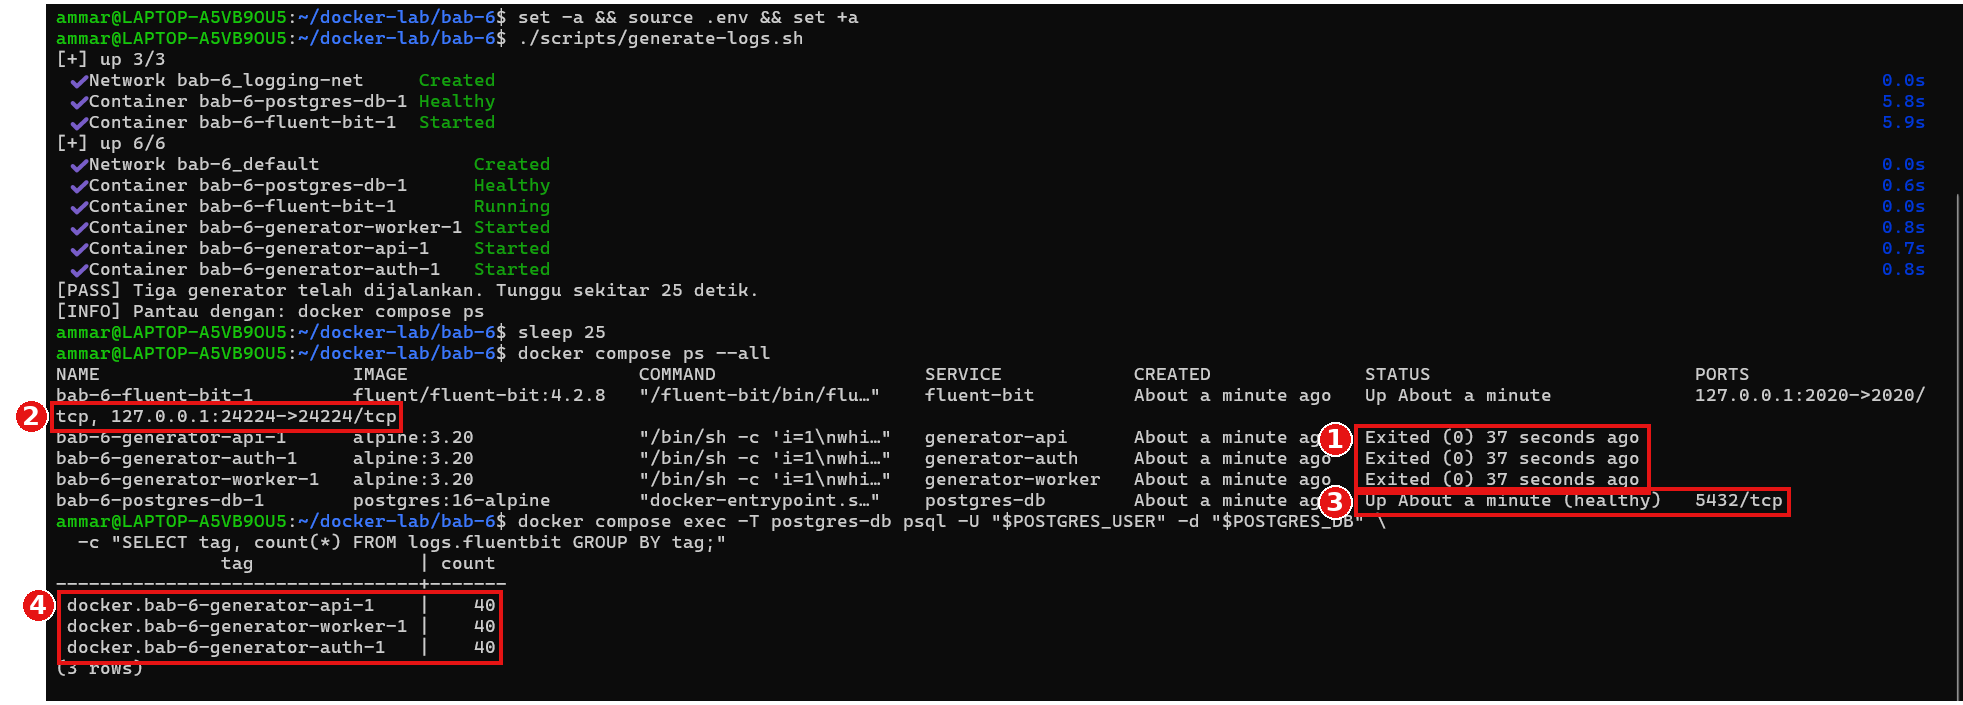 ammar@LAPTOP-A5VB9OU5:~/docker-lab/bab-6$ set -a && source .env && set +a
ammar@LAPTOP-A5VB9OU5:~/docker-lab/bab-6$ ./scripts/generate-logs.sh
[+] up 3/3
✔Network bab-6_logging-net Created 0.0s
✔Container bab-6-postgres-db-1 Healthy 5.8s
✔Container bab-6-fluent-bit-1 Started 5.9s
[+] up 6/6
✔Network bab-6_default Created 0.0s
✔Container bab-6-postgres-db-1 Healthy 0.6s
✔Container bab-6-fluent-bit-1 Running 0.0s
✔Container bab-6-generator-worker-1 Started 0.8s
✔Container bab-6-generator-api-1 Started 0.7s
✔Container bab-6-generator-auth-1 Started 0.8s
[PASS] Tiga generator telah dijalankan. Tunggu sekitar 25 detik.
[INFO] Pantau dengan: docker compose ps
ammar@LAPTOP-A5VB9OU5:~/docker-lab/bab-6$ sleep 25
ammar@LAPTOP-A5VB9OU5:~/docker-lab/bab-6$ docker compose ps --all
NAME IMAGE COMMAND SERVICE CREATED STATUS PORTS
bab-6-fluent-bit-1 fluent/fluent-bit:4.2.8 "/fluent-bit/bin/flu…" fluent-bit About a minute ago Up About a minute 127.0.0.1:2020->2020/
2 tcp, 127.0.0.1:24224->24224/tcp
bab-6-generator-api-1 alpine:3.20 "/bin/sh -c 'i=1\nwhi…" generator-api About a minute ago 1 Exited (0) 37 seconds ago
bab-6-generator-auth-1 alpine:3.20 "/bin/sh -c 'i=1\nwhi…" generator-auth About a minute ago Exited (0) 37 seconds ago
bab-6-generator-worker-1 alpine:3.20 "/bin/sh -c 'i=1\nwhi…" generator-worker About a minute ago Exited (0) 37 seconds ago
bab-6-postgres-db-1 postgres:16-alpine "docker-entrypoint.s…" postgres-db About a minute ago 3 Up About a minute (healthy) 5432/tcp
ammar@LAPTOP-A5VB9OU5:~/docker-lab/bab-6$ docker compose exec -T postgres-db psql -U "$POSTGRES_USER" -d "$POSTGRES_DB" \
-c "SELECT tag, count(*) FROM logs.fluentbit GROUP BY tag;"
tag | count
---------------------------------+-------
4 docker.bab-6-generator-api-1 | 40
docker.bab-6-generator-worker-1 | 40
docker.bab-6-generator-auth-1 | 40
(3 rows)